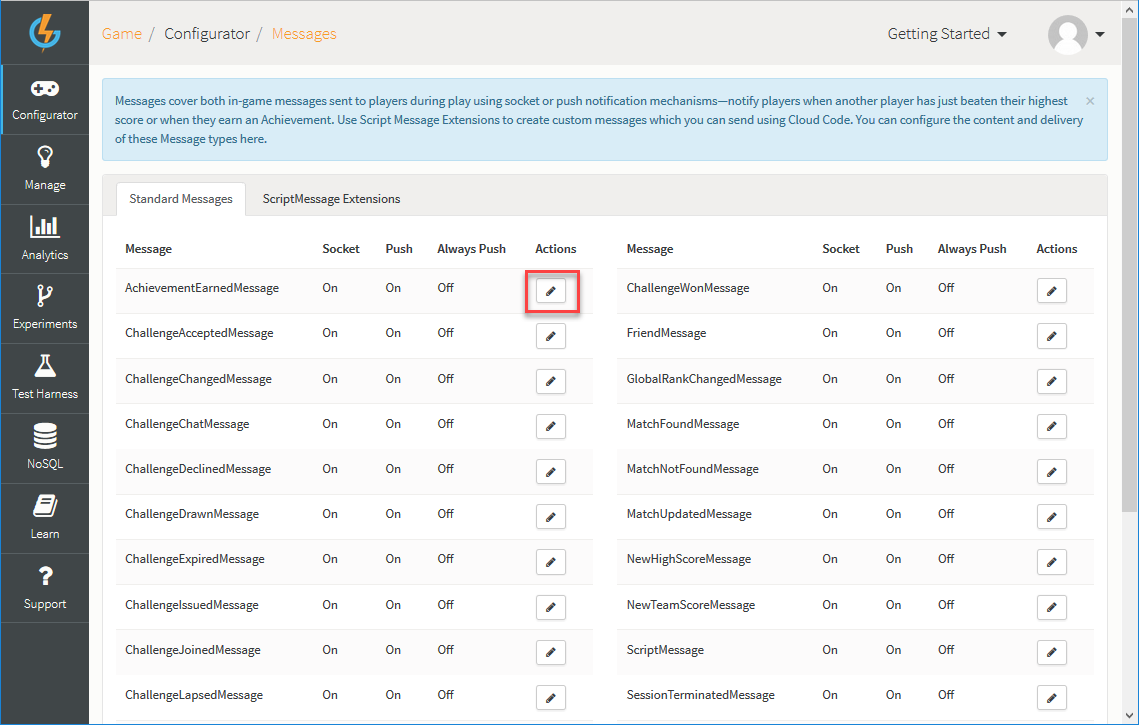 Game / Configurator / Messages
Getting Started
Configurator
Manage
Analytics
Experiments
Test Harness
NoSQL
Learn
? 
Support
Messages cover both in-game messages sent to players during play using socket or push notification mechanisms—notify players when another player has just beaten their highest
score or when they earn an Achievement. Use Script Message Extensions to create custom messages which you can send using Cloud Code. You can configure the content and delivery
of these Message types here.
×
Standard Messages ScriptMessage Extensions
Message Socket Push Always Push Actions Message Socket Push Always Push Actions
AchievementEarnedMessage On On Off ChallengeWonMessage On On Off
ChallengeAcceptedMessage On On Off FriendMessage On On Off
ChallengeChangedMessage On On Off GlobalRankChangedMessage On On Off
ChallengeChatMessage On On Off MatchFoundMessage On On Off
ChallengeDeclinedMessage On On Off MatchNotFoundMessage On On Off
ChallengeDrawnMessage On On Off MatchUpdatedMessage On On Off
ChallengeExpiredMessage On On Off NewHighScoreMessage On On Off
ChallengeIssuedMessage On On Off NewTeamScoreMessage On On Off
ChallengeJoinedMessage On On Off ScriptMessage On On Off
ChallengeLapsedMessage On On Off SessionTerminatedMessage On On Off